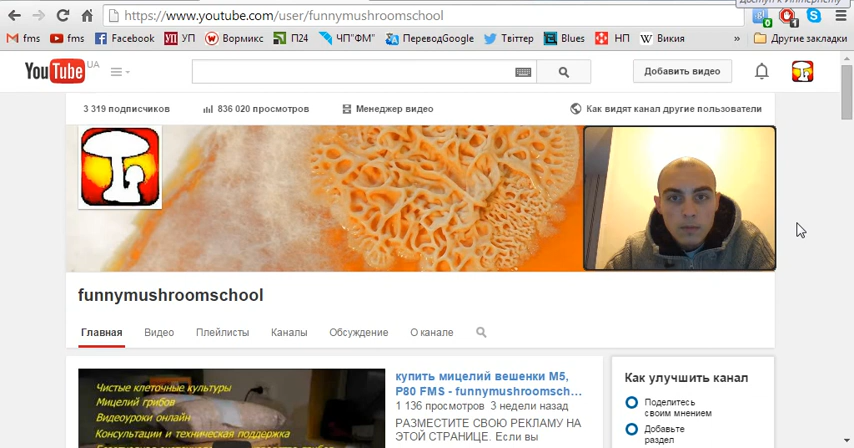 https://www.youtube.com/user/funnymushroomschool
fms fms Facebook УП Вормикс П24 ЧП"ФМ" ПереводGoogle Твіттер Blues НП Викия » Другие закладки
YouTube UA Добавить видео
3 319 подписчиков 836 020 просмотров Менеджер видео Как видят канал другие пользователи
funnymushroomschool
Главная Видео Плейлисты Каналы Обсуждение О канале
Чистые клеточные культуры
Мицелий грибов
Видеоуроки онлайн
Консультации и техническая поддержка
купить мицелий вешенки М5,
P80 FMS - funnymushroomsch...
1 136 просмотров 3 недели назад
РАЗМЕСТИТЕ СВОЮ РЕКЛАМУ НА
ЭТОЙ СТРАНИЦЕ. Если вы
Как улучшить канал
Поделитесь
своим мнением
Добавьте
раздел